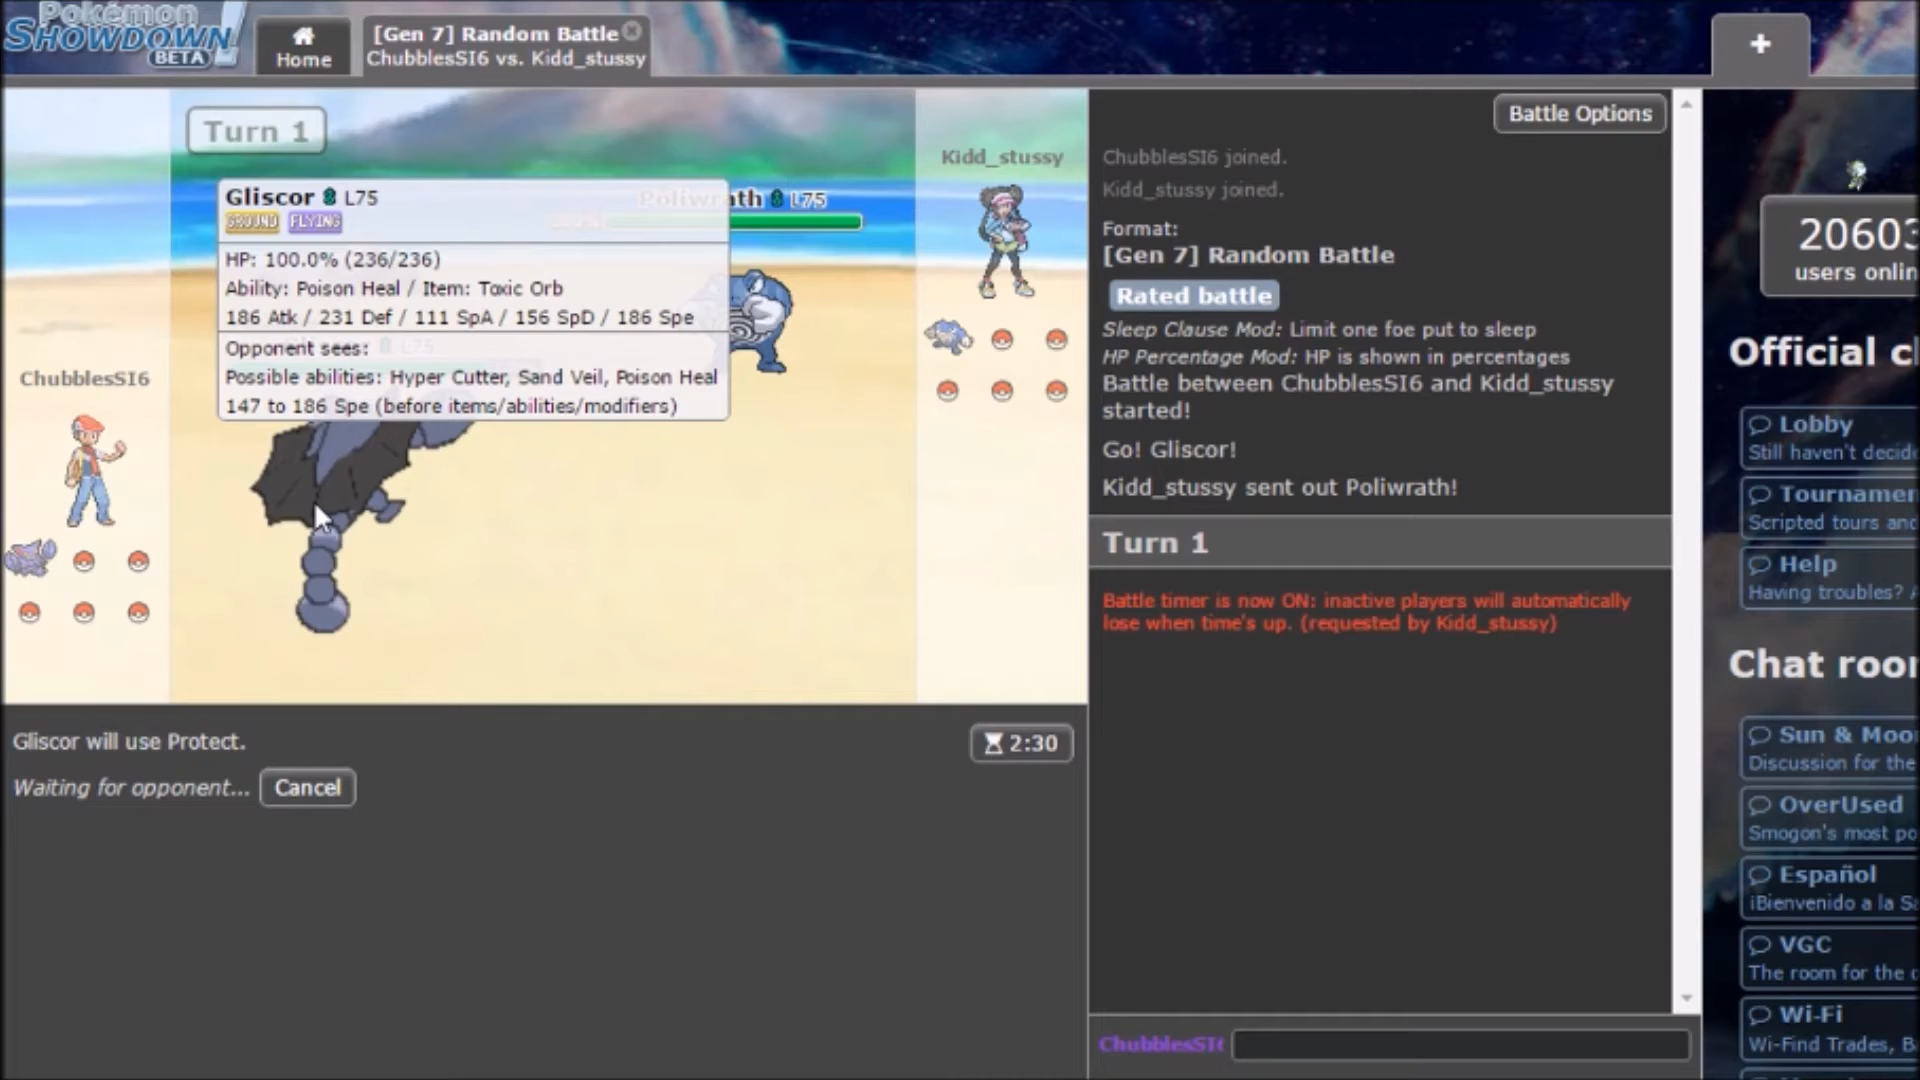 Pokémon
SHOWDOWN!
BETA
Home
[Gen 7] Random Battle
ChubblesSI6 vs. Kidd_stussy
+
Turn 1
Kidd_stussy
Poliwrath L75
Gliscor L75
GROUND FLYING
HP: 100.0% (236/236)
Ability: Poison Heal / Item: Toxic Orb
186 Atk / 231 Def / 111 SpA / 156 SpD / 186 Spe
Opponent sees:
L75
Possible abilities: Hyper Cutter, Sand Veil, Poison Heal
147 to 186 Spe (before items/abilities/modifiers)
ChubblesSI6
Gliscor will use Protect.
2:30
Waiting for opponent... Cancel
Battle Options
ChubblesSI6 joined.
Kidd_stussy joined.
Format:
[Gen 7] Random Battle
Rated battle
Sleep Clause Mod: Limit one foe put to sleep
HP Percentage Mod: HP is shown in percentages
Battle between ChubblesSI6 and Kidd_stussy
started!
Go! Gliscor!
Kidd_stussy sent out Poliwrath!
Turn 1
Battle timer is now ON: inactive players will automatically
lose when time's up. (requested by Kidd_stussy)
ChubblesSI
20603
users onlin
Official c
Lobby
Still haven't decid
Tournamen
Scripted tours and
Help
Having troubles?
Chat roo
Sun & Moo
Discussion for the
OverUsed
Smogon's most po
Español
¡Bienvenido a la S
VGC
The room for the
Wi-Fi
Wi-Find Trades, B